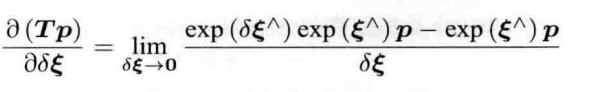 ∂(Tp)/∂δξ = lim_{δξ→0} (exp(δξ^∧) exp(ξ^∧) p − exp(ξ^∧) p)/δξ